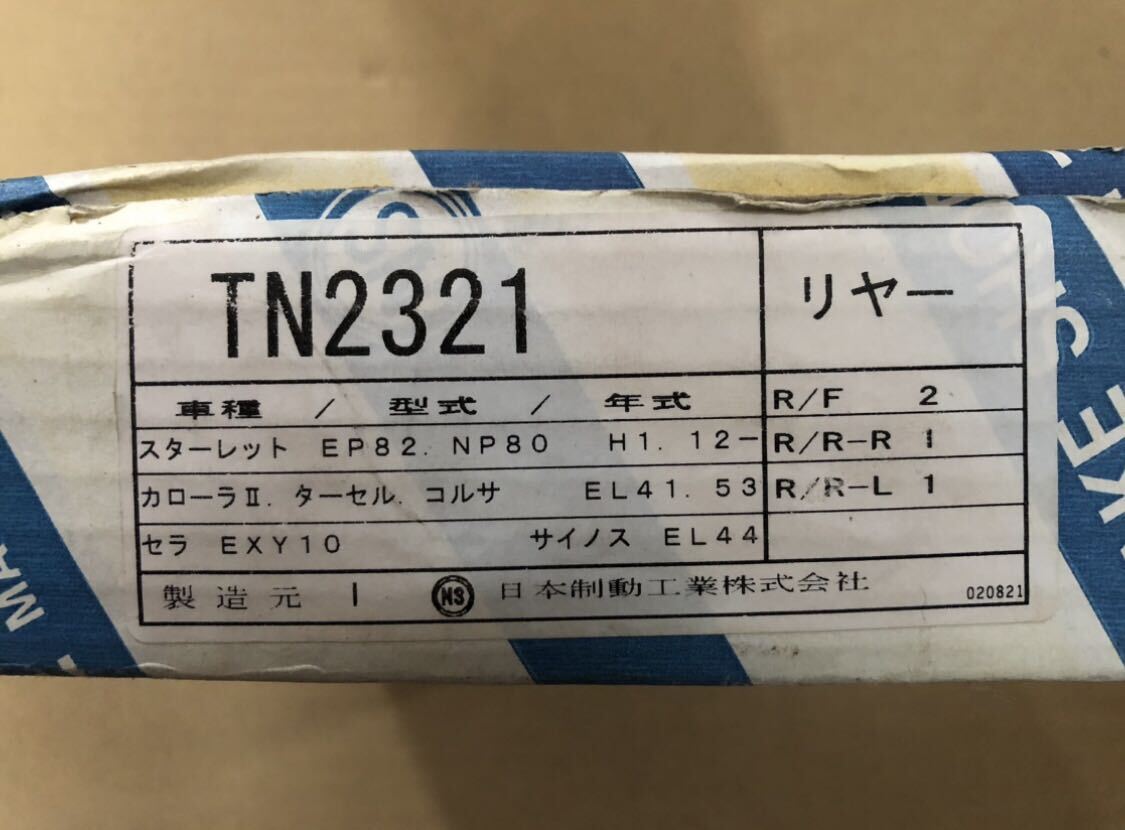 TN2321 リヤー
車種 / 型式 / 年式 R/F 2
スターレット EP82. NP80 H1. 12- R/R-R 1
カローラⅡ. ターセル. コルサ EL41. 53 R/R-L 1
セラ EXY10 サイノス EL44
製造元 | NS 日本制動工業株式会社 020821
MA
KE